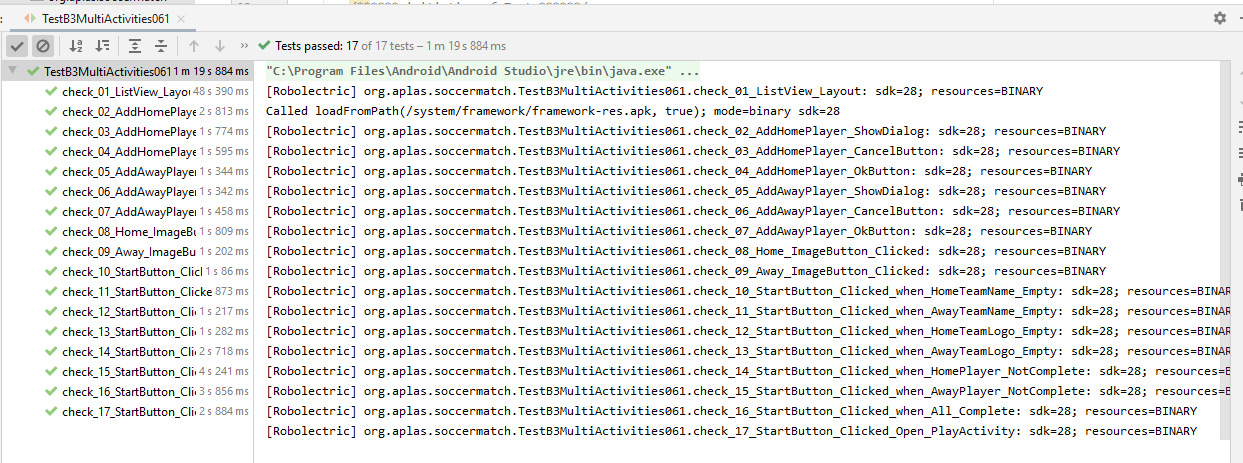 TestB3MultiActivities061
Tests passed: 17 of 17 tests – 1 m 19 s 884 ms
TestB3MultiActivities061 1 m 19 s 884 ms
check_01_ListView_Layou 48 s 390 ms
check_02_AddHomePlaye 2 s 813 ms
check_03_AddHomePlaye 1 s 774 ms
check_04_AddHomePlaye 1 s 595 ms
check_05_AddAwayPlayer 1 s 344 ms
check_06_AddAwayPlayer 1 s 342 ms
check_07_AddAwayPlayer 1 s 458 ms
check_08_Home_ImageBu 1 s 809 ms
check_09_Away_ImageBu 1 s 202 ms
check_10_StartButton_Click 1 s 86 ms
check_11_StartButton_Clicke 873 ms
check_12_StartButton_Clic 1 s 217 ms
check_13_StartButton_Clic 1 s 282 ms
check_14_StartButton_Clic 2 s 718 ms
check_15_StartButton_Clic 4 s 241 ms
check_16_StartButton_Clic 3 s 856 ms
check_17_StartButton_Clic 2 s 884 ms
"C:\Program Files\Android\Android Studio\jre\bin\java.exe" ...
[Robolectric] org.aplas.soccermatch.TestB3MultiActivities061.check_01_ListView_Layout: sdk=28; resources=BINARY
Called loadFromPath(/system/framework/framework-res.apk, true); mode=binary sdk=28
[Robolectric] org.aplas.soccermatch.TestB3MultiActivities061.check_02_AddHomePlayer_ShowDialog: sdk=28; resources=BINARY
[Robolectric] org.aplas.soccermatch.TestB3MultiActivities061.check_03_AddHomePlayer_CancelButton: sdk=28; resources=BINARY
[Robolectric] org.aplas.soccermatch.TestB3MultiActivities061.check_04_AddHomePlayer_OkButton: sdk=28; resources=BINARY
[Robolectric] org.aplas.soccermatch.TestB3MultiActivities061.check_05_AddAwayPlayer_ShowDialog: sdk=28; resources=BINARY
[Robolectric] org.aplas.soccermatch.TestB3MultiActivities061.check_06_AddAwayPlayer_CancelButton: sdk=28; resources=BINARY
[Robolectric] org.aplas.soccermatch.TestB3MultiActivities061.check_07_AddAwayPlayer_OkButton: sdk=28; resources=BINARY
[Robolectric] org.aplas.soccermatch.TestB3MultiActivities061.check_08_Home_ImageButton_Clicked: sdk=28; resources=BINARY
[Robolectric] org.aplas.soccermatch.TestB3MultiActivities061.check_09_Away_ImageButton_Clicked: sdk=28; resources=BINARY
[Robolectric] org.aplas.soccermatch.TestB3MultiActivities061.check_10_StartButton_Clicked_when_HomeTeamName_Empty: sdk=28; resources=BINAR
[Robolectric] org.aplas.soccermatch.TestB3MultiActivities061.check_11_StartButton_Clicked_when_AwayTeamName_Empty: sdk=28; resources=BINAR
[Robolectric] org.aplas.soccermatch.TestB3MultiActivities061.check_12_StartButton_Clicked_when_HomeTeamLogo_Empty: sdk=28; resources=BINAR
[Robolectric] org.aplas.soccermatch.TestB3MultiActivities061.check_13_StartButton_Clicked_when_AwayTeamLogo_Empty: sdk=28; resources=BINAR
[Robolectric] org.aplas.soccermatch.TestB3MultiActivities061.check_14_StartButton_Clicked_when_HomePlayer_NotComplete: sdk=28; resources=B
[Robolectric] org.aplas.soccermatch.TestB3MultiActivities061.check_15_StartButton_Clicked_when_AwayPlayer_NotComplete: sdk=28; resources=B
[Robolectric] org.aplas.soccermatch.TestB3MultiActivities061.check_16_StartButton_Clicked_when_All_Complete: sdk=28; resources=BINARY
[Robolectric] org.aplas.soccermatch.TestB3MultiActivities061.check_17_StartButton_Clicked_Open_PlayActivity: sdk=28; resources=BINARY